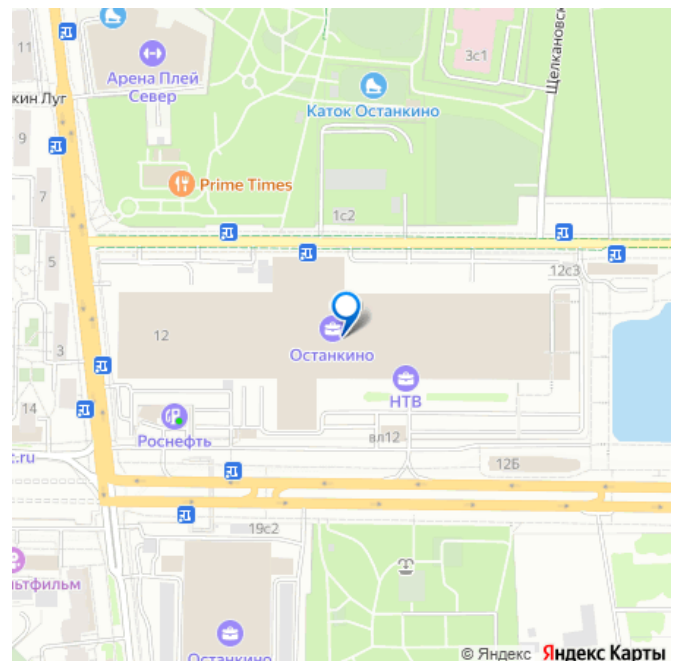 11
Арена Плей
Север
3с1
Щелкановск
Каток Останкино
кин Луг
9
7
Prime Times
1с2
5
12с3
12
Останкино
3
НТВ
14
Роснефть
вл12
с.ru
12Б
19с2
льтфильм
Останкино
© Яндекс Яндекс Карты